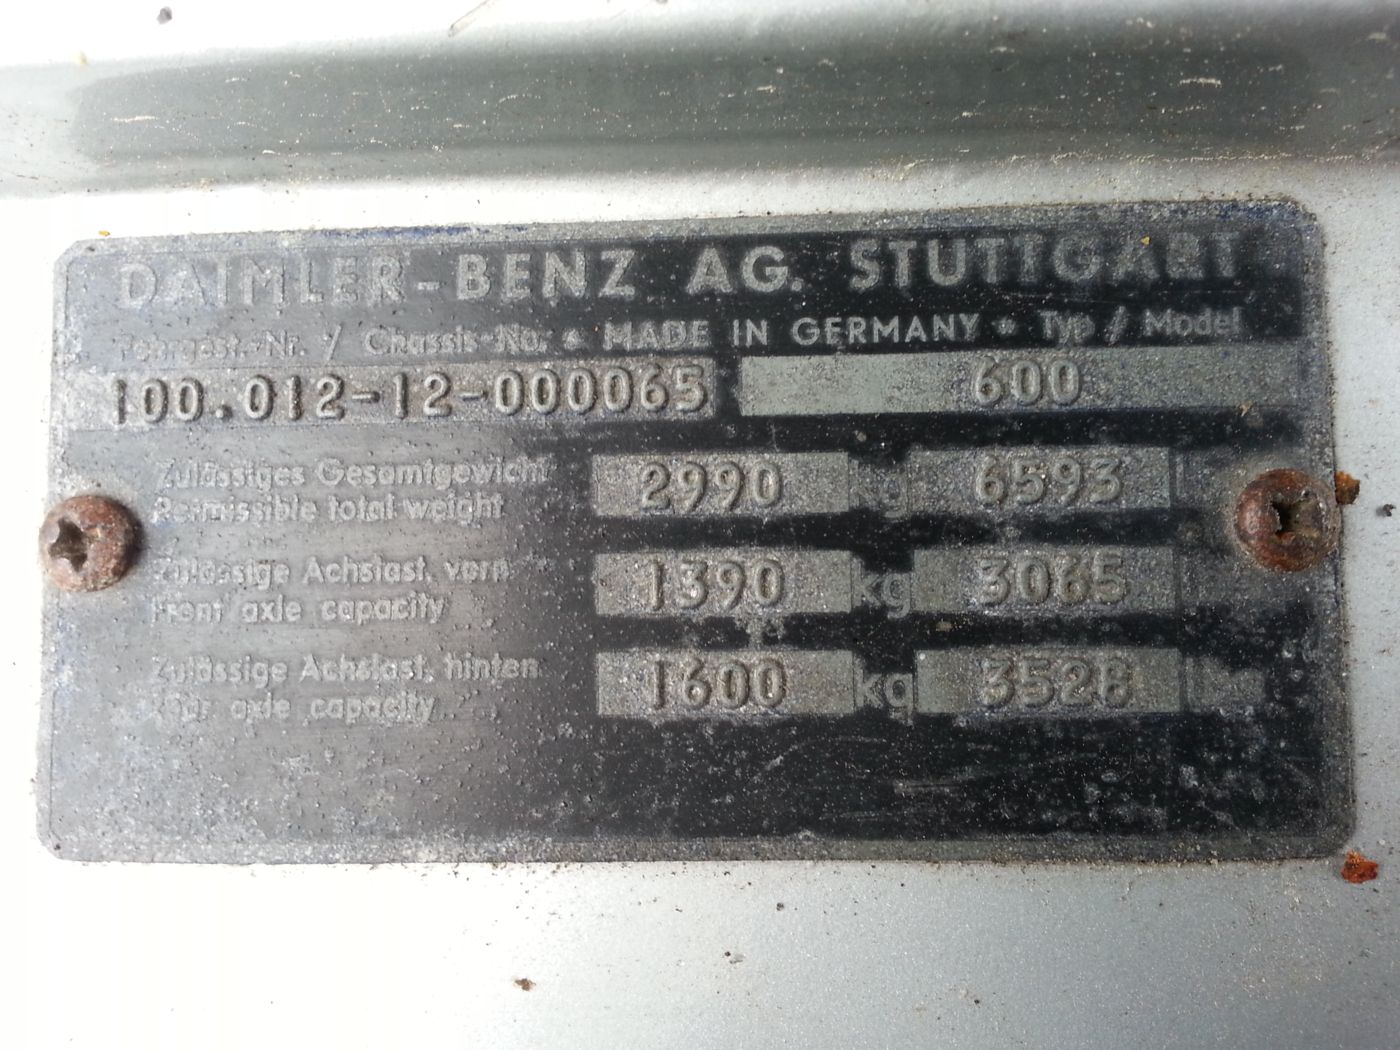 DAIMLER-BENZ AG. STUTTGART
Fahrgest.-Nr. / Chassis-No. • MADE IN GERMANY • Typ / Model
100.012-12-000065 600
Zulässiges Gesamtgewicht 2990 kg 6593
Permissible total weight
Zulässige Achslast, vorn 1390 kg 3065
Front axle capacity
Zulässige Achslast, hinten 1600 kg 3528 lbs
Rear axle capacity